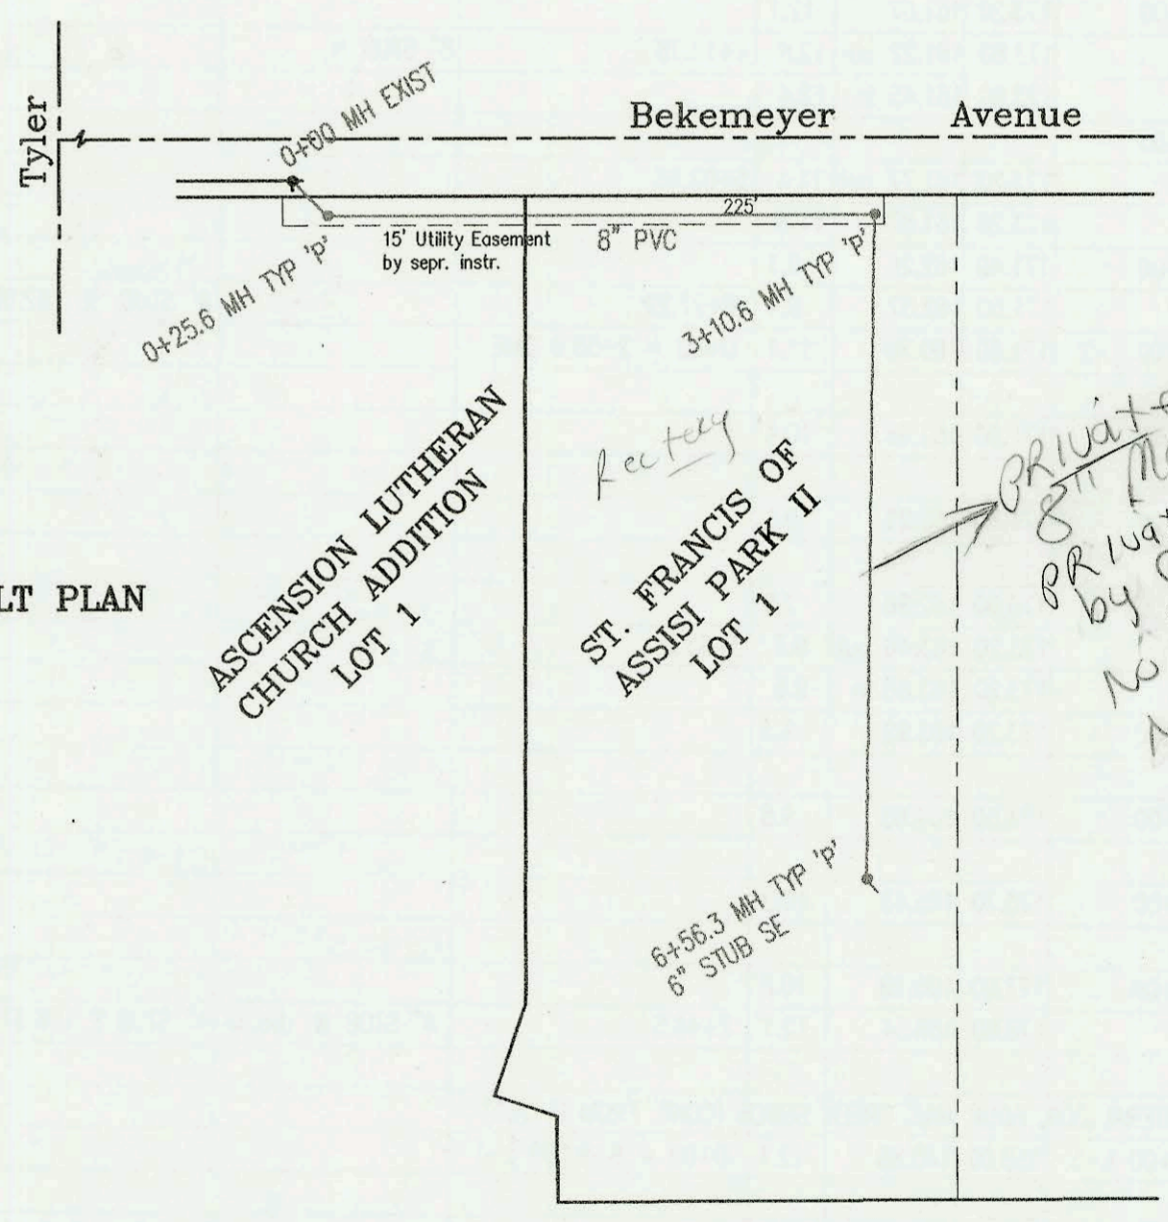 Tyler
Bekemeyer Avenue
0+00 MH EXIST
225'
15' Utility Easement
by sepr. instr.
8" PVC
0+25.6 MH TYP 'P'
3+10.6 MH TYP 'P'
ASCENSION LUTHERAN
CHURCH ADDITION
LOT 1
Rectory
ST. FRANCIS OF
ASSISI PARK II
LOT 1
PRIVATE
8"
by
No
LT PLAN
6+56.3 MH TYP 'P'
6" STUB SE